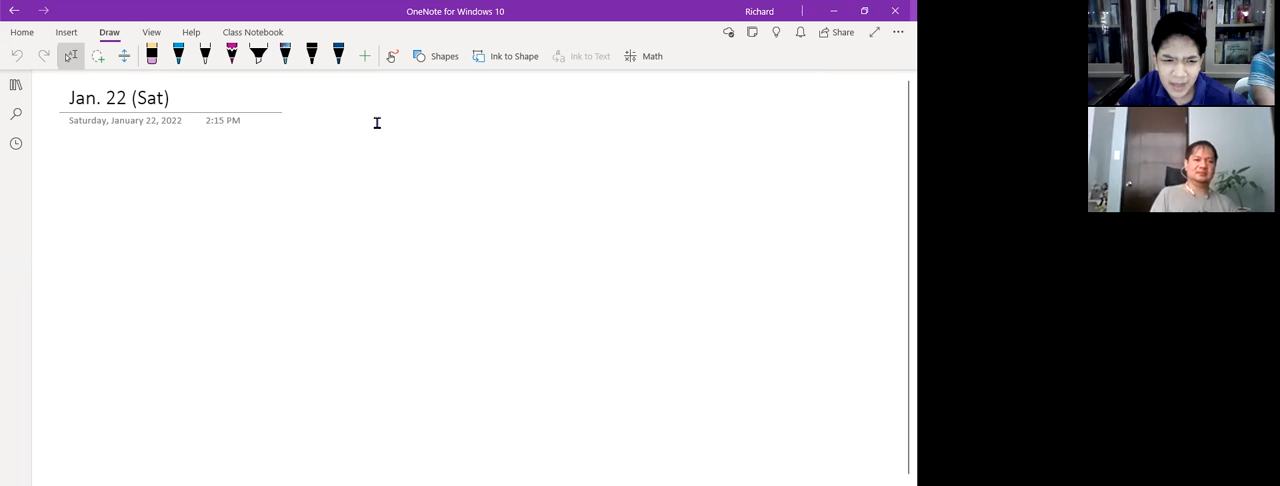 OneNote for Windows 10
Richard
Home Insert Draw View Help Class Notebook
Share
Shapes Ink to Shape Ink to Text Math
Jan. 22 (Sat)
Saturday, January 22, 2022 2:15 PM